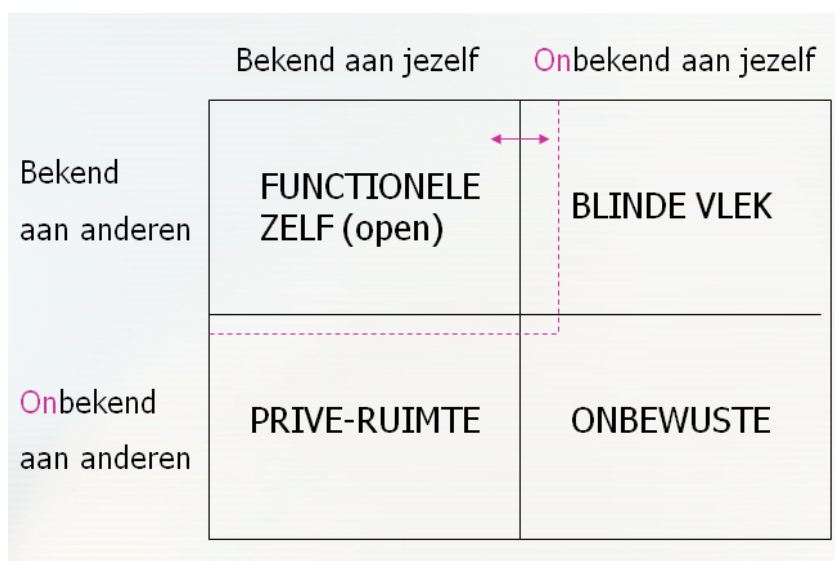 Bekend aan jezelf
Onbekend aan jezelf
Bekend
aan anderen
FUNCTIONELE
ZELF (open)
BLINDE VLEK
Onbekend
aan anderen
PRIVE-RUIMTE
ONBEWUSTE